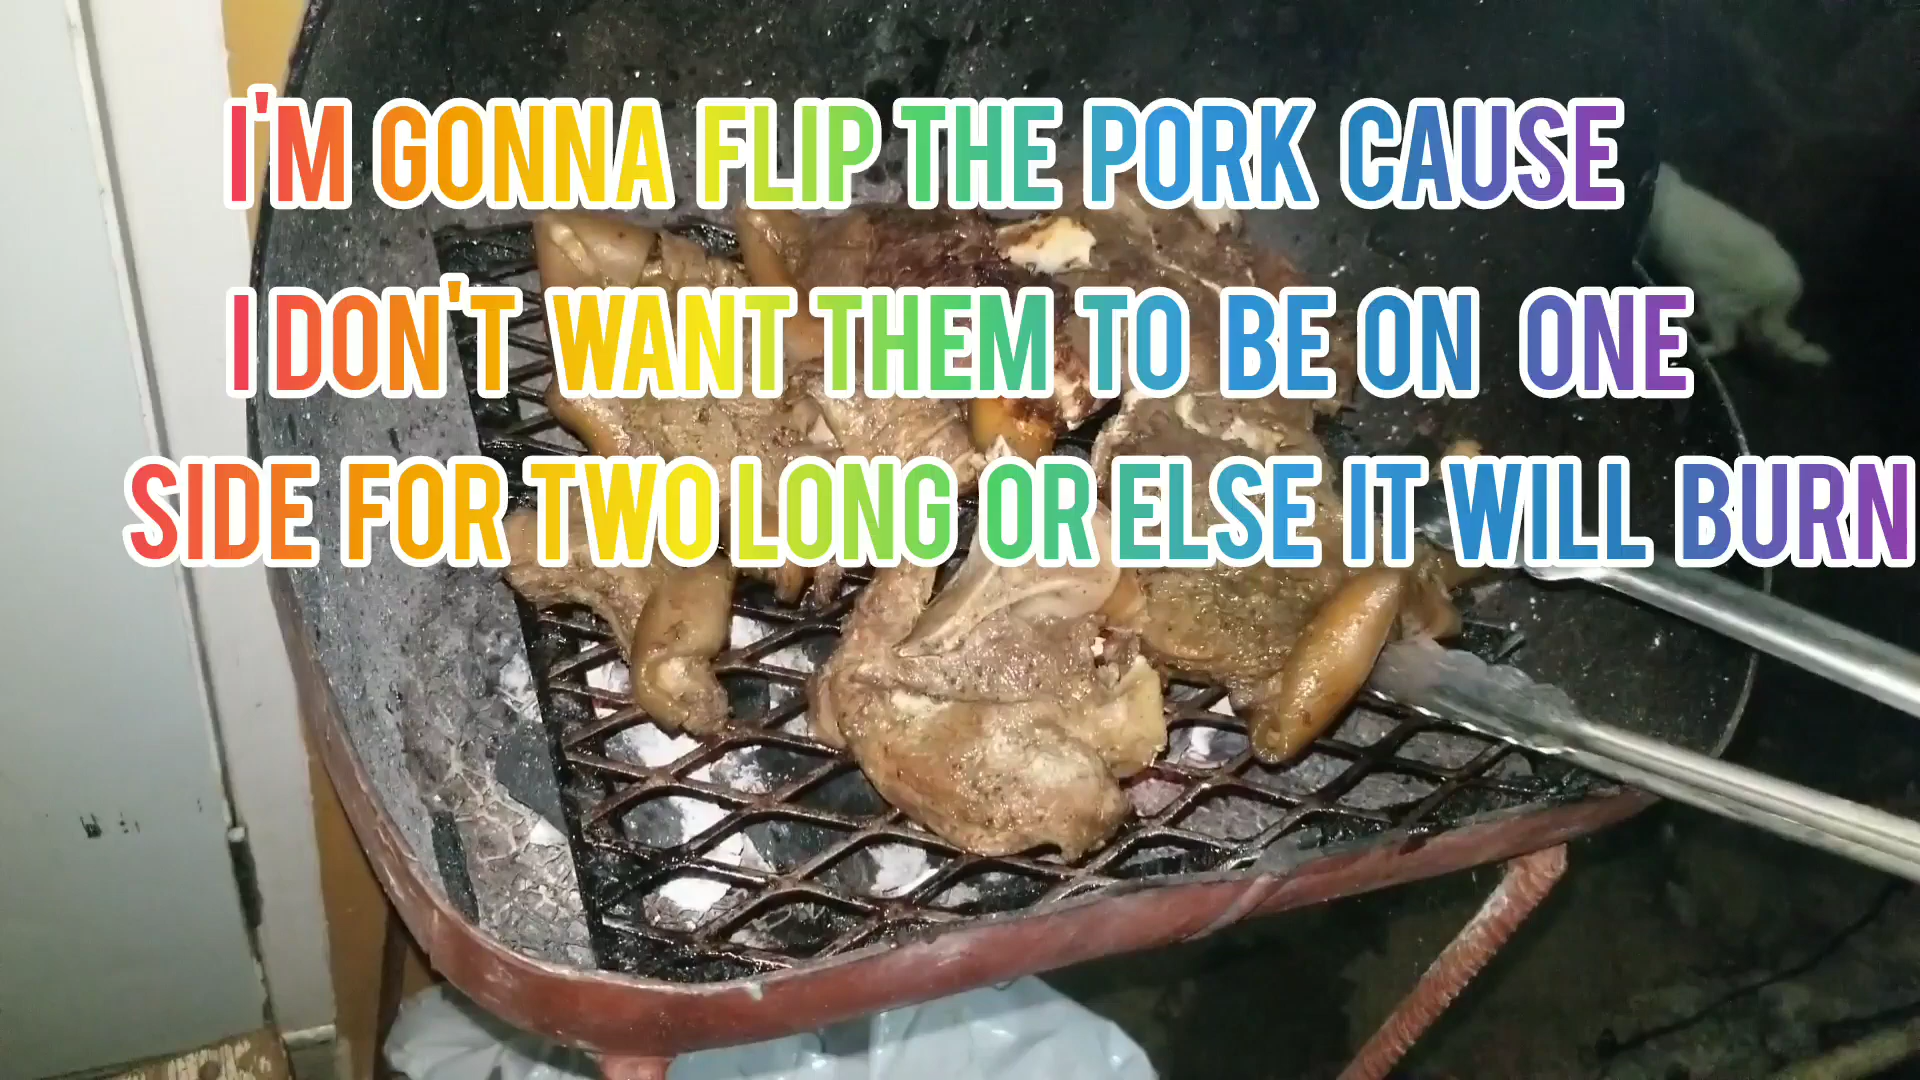 I'M GONNA FLIP THE PORK CAUSE
I DON'T WANT THEM TO BE ON ONE
SIDE FOR TWO LONG OR ELSE IT WILL BURN